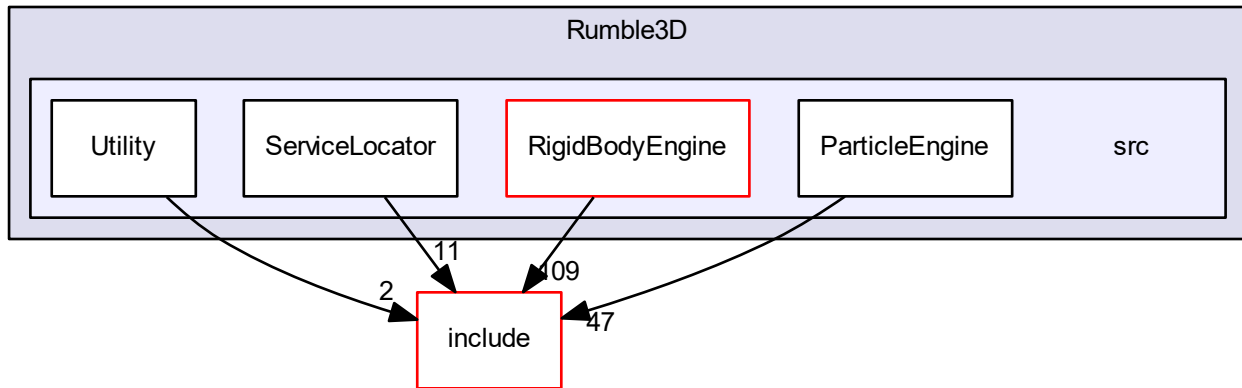 Rumble3D
Utility
ServiceLocator
RigidBodyEngine
ParticleEngine
src
11
109
2
47
include